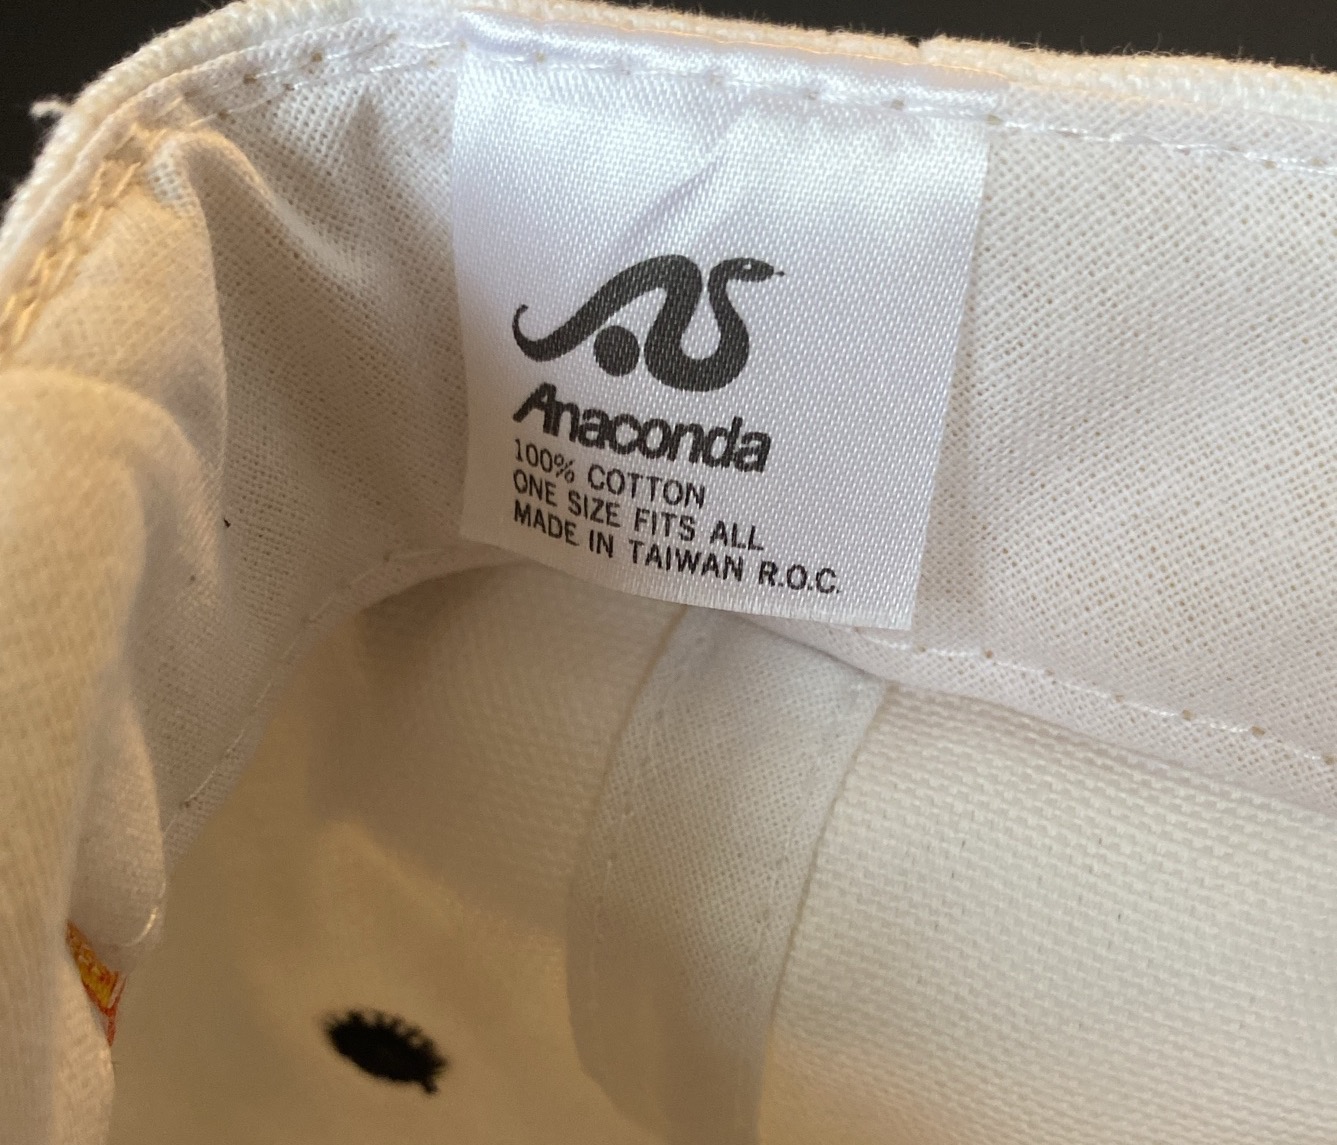 Anaconda
100% COTTON
ONE SIZE FITS ALL
MADE IN TAIWAN R.O.C.